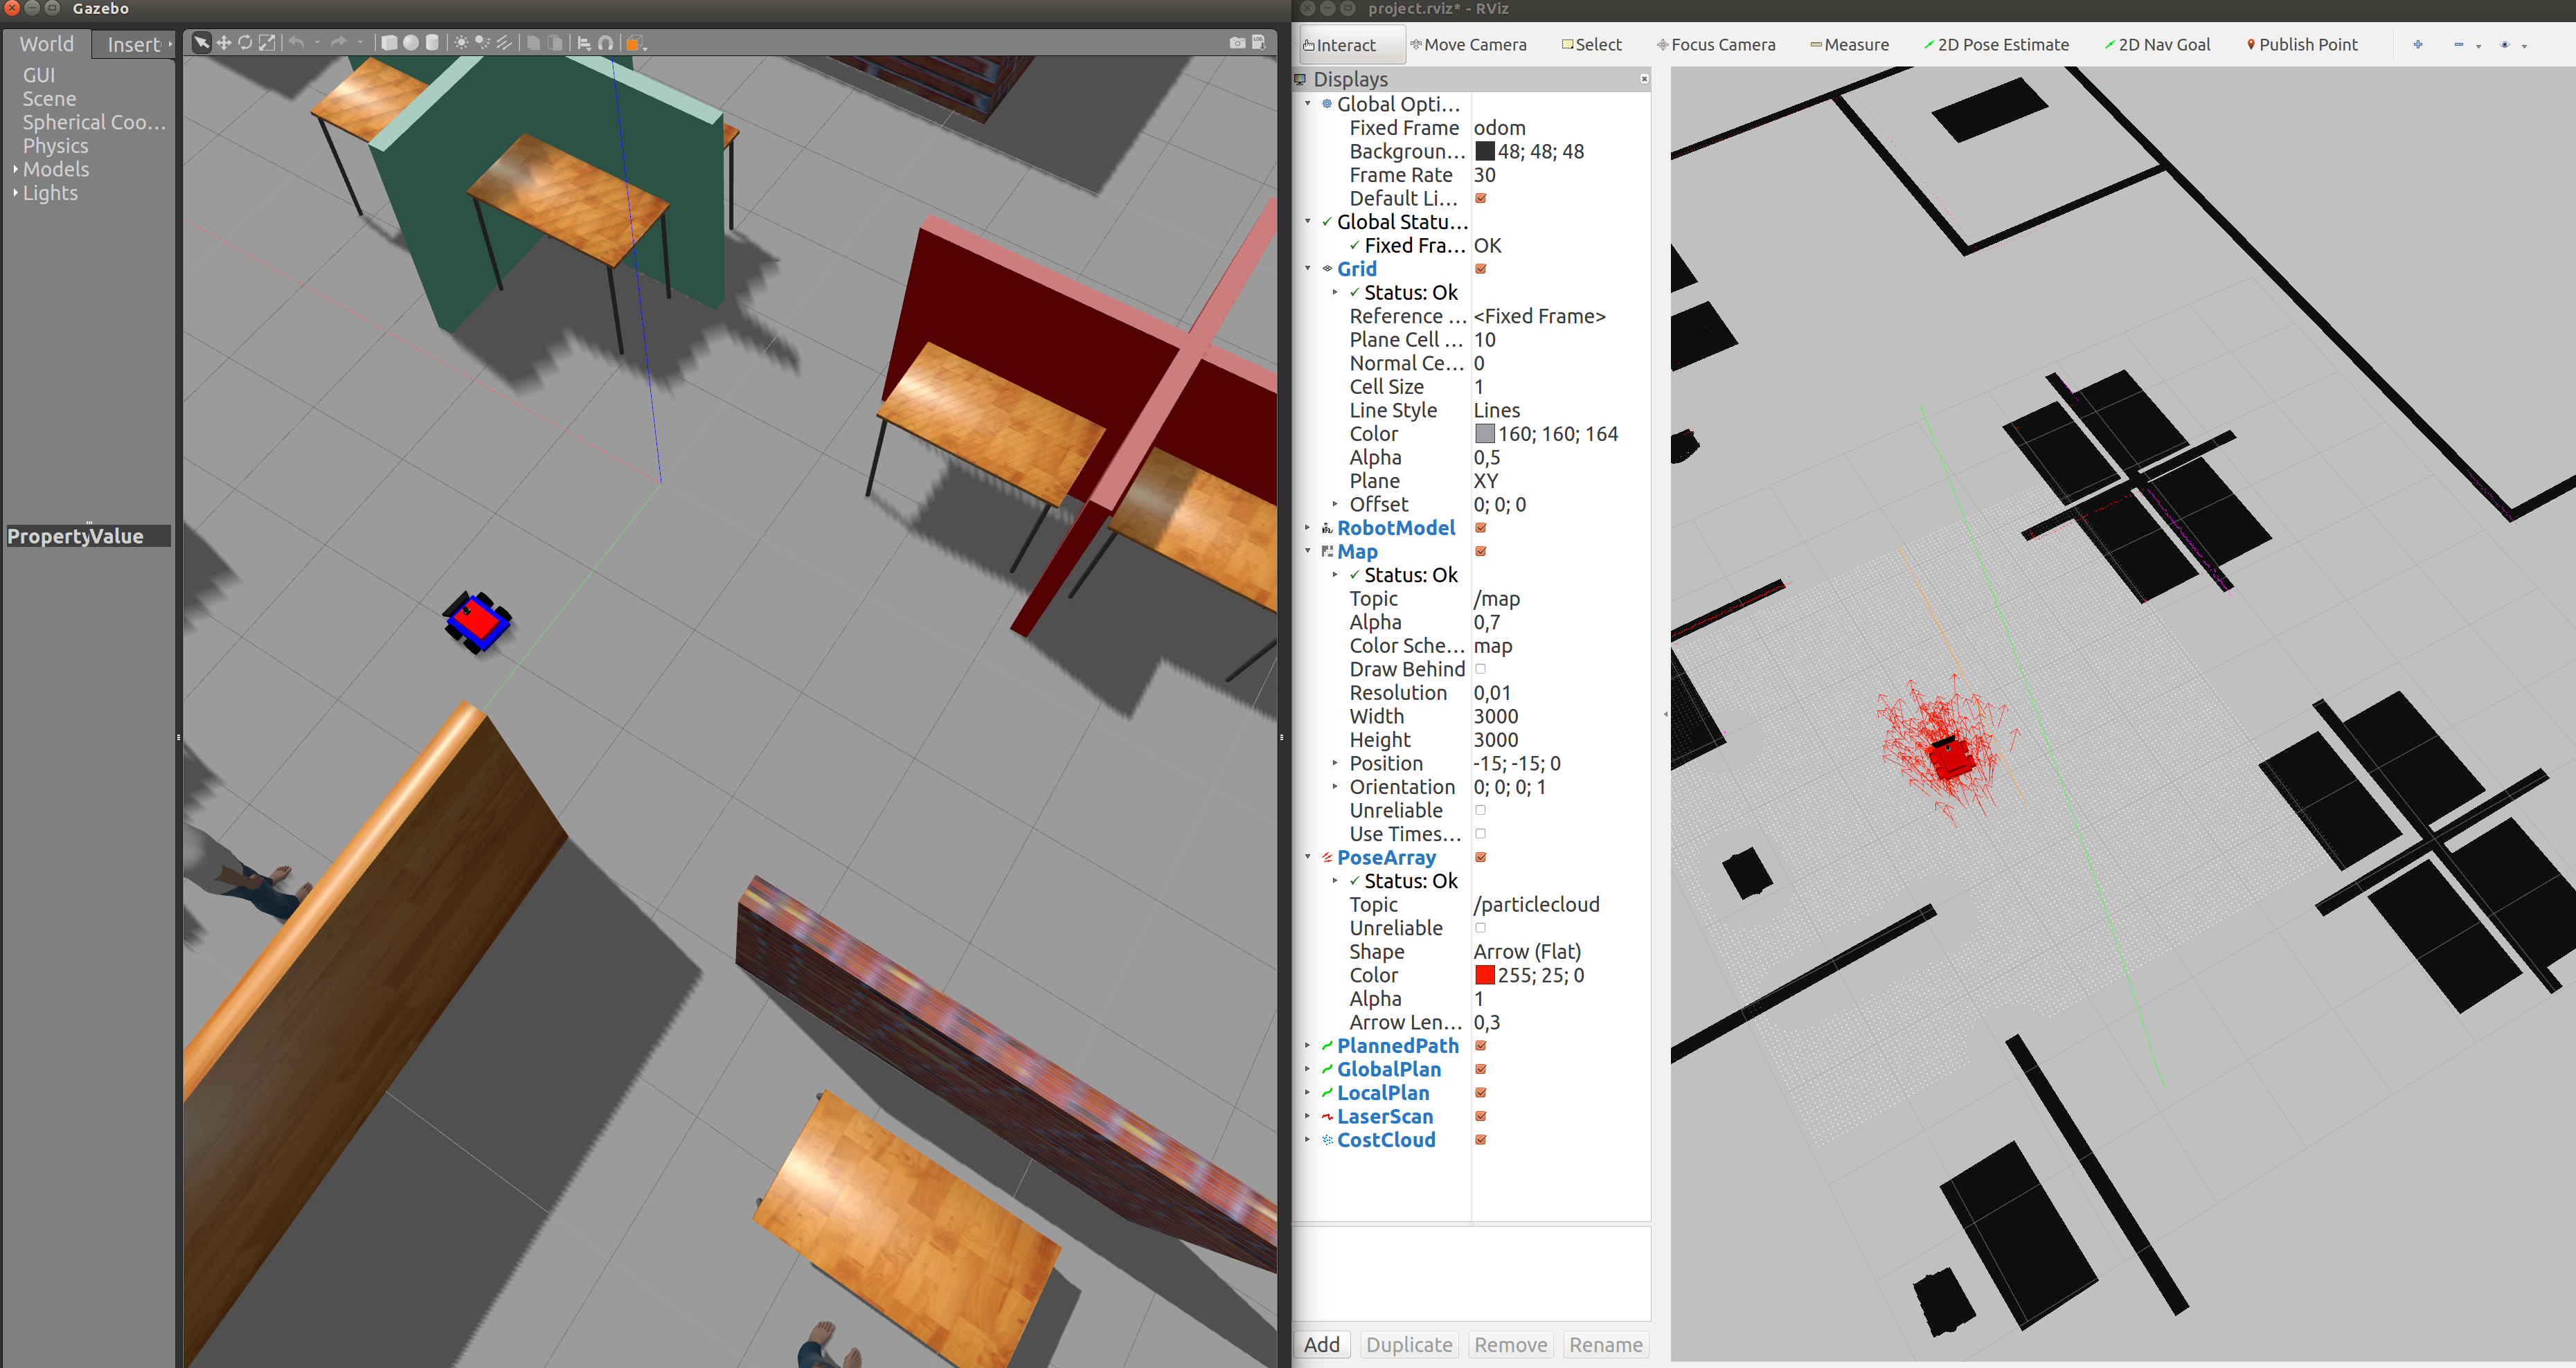 Gazebo
World Insert
GUI
Scene
Spherical Coo...
Physics
Models
Lights
Property Value
project.rviz* - RViz
Interact Move Camera Select Focus Camera Measure 2D Pose Estimate 2D Nav Goal Publish Point
Displays
Global Opti...
Fixed Frame odom
Backgroun... 48; 48; 48
Frame Rate 30
Default Li...
Global Statu...
Fixed Fra... OK
Grid
Status: Ok
Reference ... <Fixed Frame>
Plane Cell ... 10
Normal Ce... 0
Cell Size 1
Line Style Lines
Color 160; 160; 164
Alpha 0,5
Plane XY
Offset 0; 0; 0
RobotModel
Map
Status: Ok
Topic /map
Alpha 0,7
Color Sche... map
Draw Behind
Resolution 0,01
Width 3000
Height 3000
Position -15; -15; 0
Orientation 0; 0; 0; 1
Unreliable
Use Times...
PoseArray
Status: Ok
Topic /particlecloud
Unreliable
Shape Arrow (Flat)
Color 255; 25; 0
Alpha 1
Arrow Len... 0,3
PlannedPath
GlobalPlan
LocalPlan
LaserScan
CostCloud
Add Duplicate Remove Rename